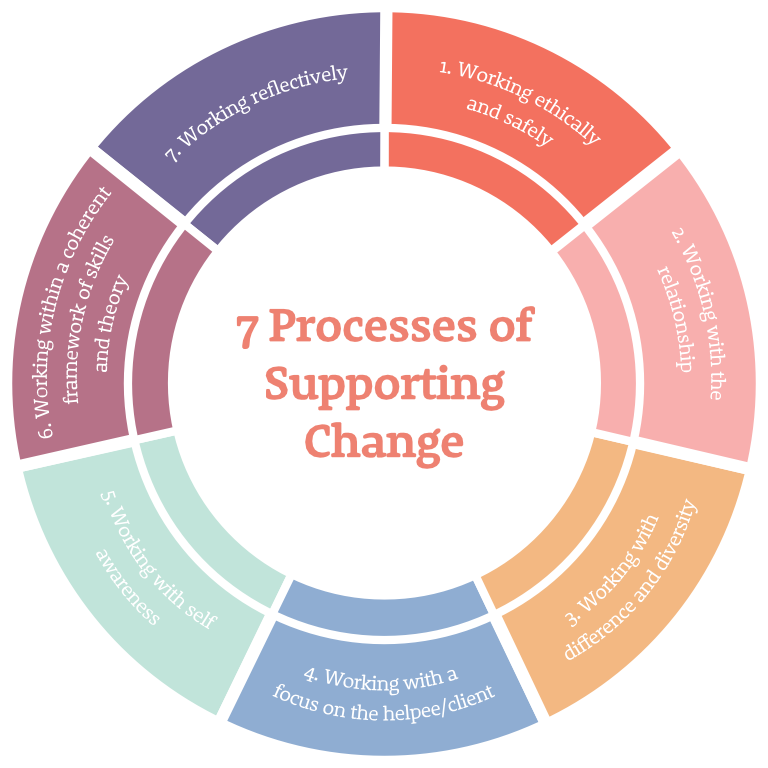 7 Processes of
Supporting
Change
1. Working ethically
and safely
2. Working with the
relationship
3. Working with
difference and diversity
4. Working with a
focus on the helpee/client
5. Working with self
awareness
6. Working within a coherent
framework of skills
and theory
7. Working reflectively